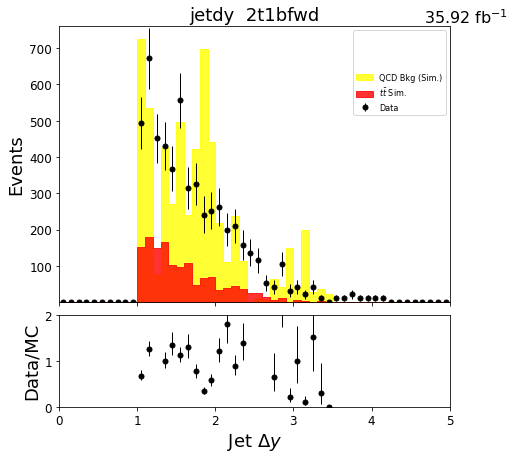 jetdy 2t1bfwd
35.92 fb⁻¹
Events
700
600
500
400
300
200
100
QCD Bkg (Sim.)
tt̄ Sim.
Data
Data/MC
2
1
0
0 1 2 3 4 5
Jet Δy